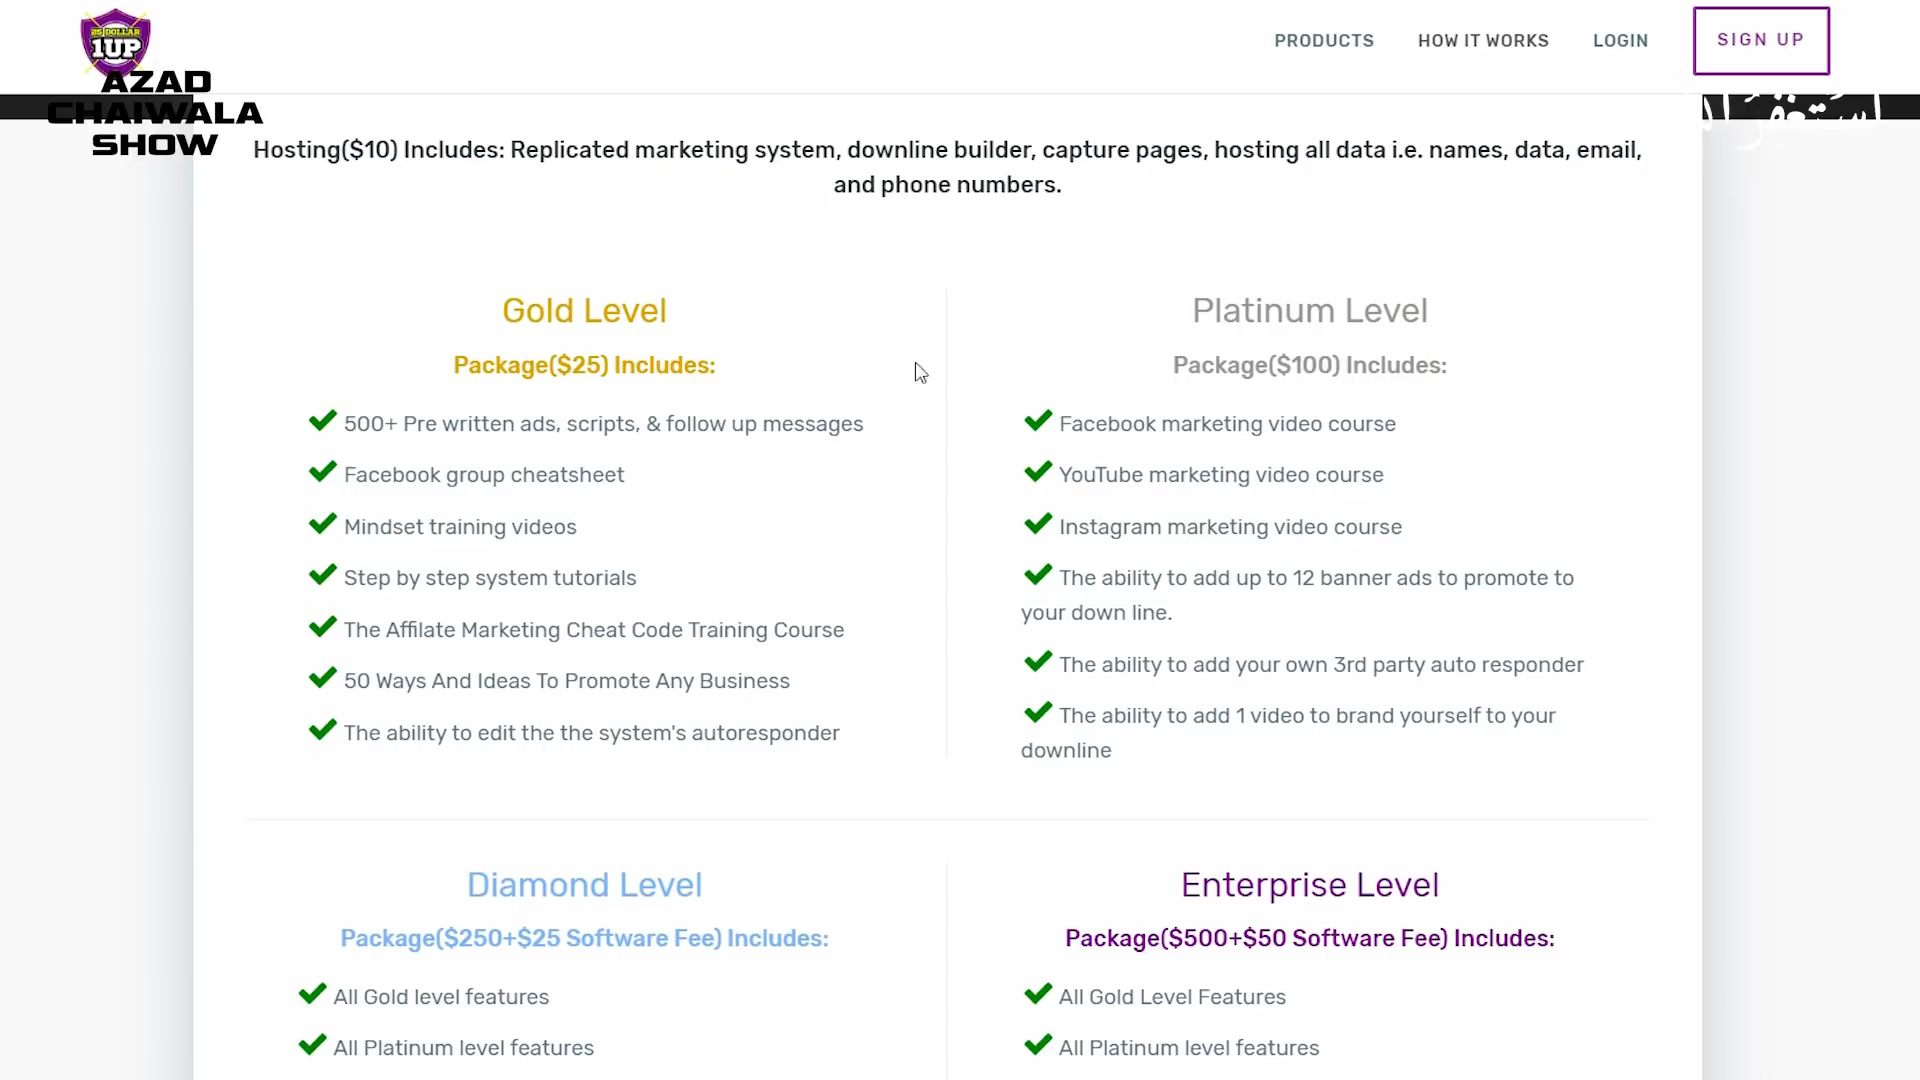 25 DOLLAR
1UP
PRODUCTS
HOW IT WORKS
LOGIN
SIGN UP
AZAD
CHAIWALA
SHOW
Hosting($10) Includes: Replicated marketing system, downline builder, capture pages, hosting all data i.e. names, data, email,
and phone numbers.
Gold Level
Package($25) Includes:
500+ Pre written ads, scripts, & follow up messages
Facebook group cheatsheet
Mindset training videos
Step by step system tutorials
The Affilate Marketing Cheat Code Training Course
50 Ways And Ideas To Promote Any Business
The ability to edit the the system's autoresponder
Platinum Level
Package($100) Includes:
Facebook marketing video course
YouTube marketing video course
Instagram marketing video course
The ability to add up to 12 banner ads to promote to
your down line.
The ability to add your own 3rd party auto responder
The ability to add 1 video to brand yourself to your
downline
Diamond Level
Package($250+$25 Software Fee) Includes:
All Gold level features
All Platinum level features
Enterprise Level
Package($500+$50 Software Fee) Includes:
All Gold Level Features
All Platinum level features